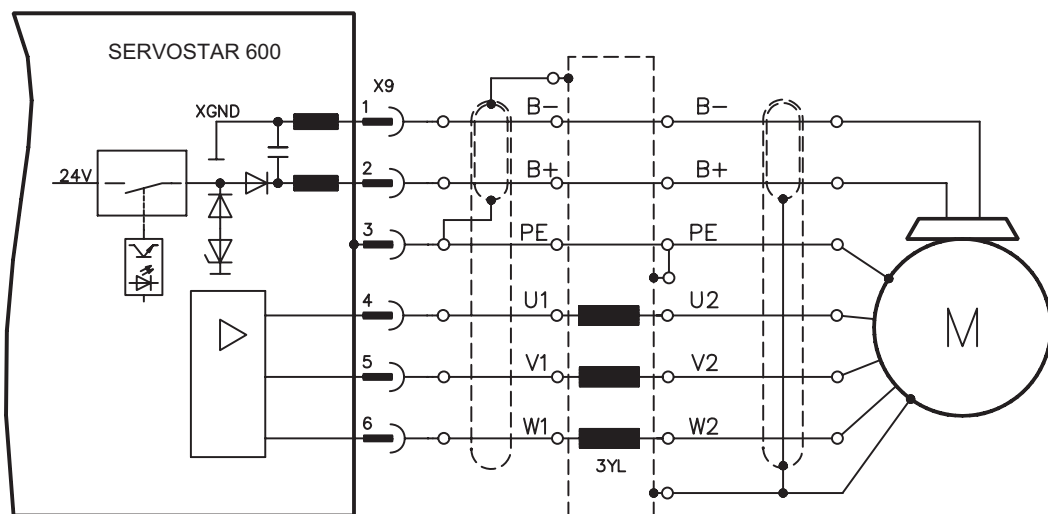 SERVOSTAR 600
X9
XGND
1
B−
B−
24V
2
B+
B+
3
PE
PE
4
U1
U2
M
5
V1
V2
6
W1
W2
3YL